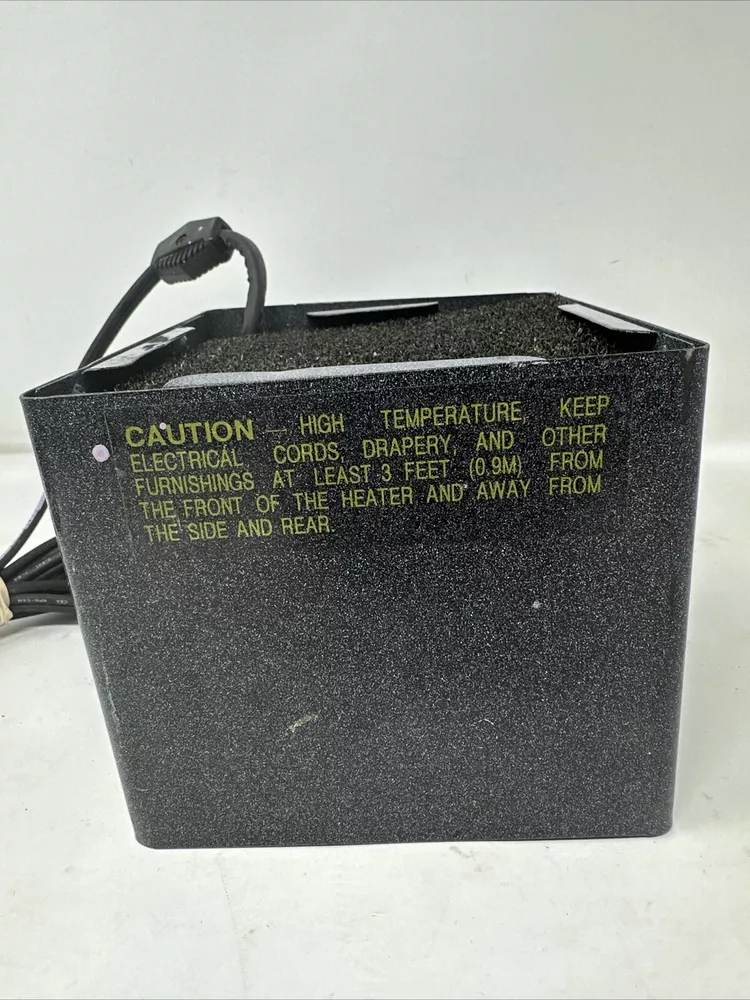 CAUTION — HIGH TEMPERATURE, KEEP
ELECTRICAL CORDS, DRAPERY, AND OTHER
FURNISHINGS AT LEAST 3 FEET (0.9M) FROM
THE FRONT OF THE HEATER AND AWAY FROM
THE SIDE AND REAR.